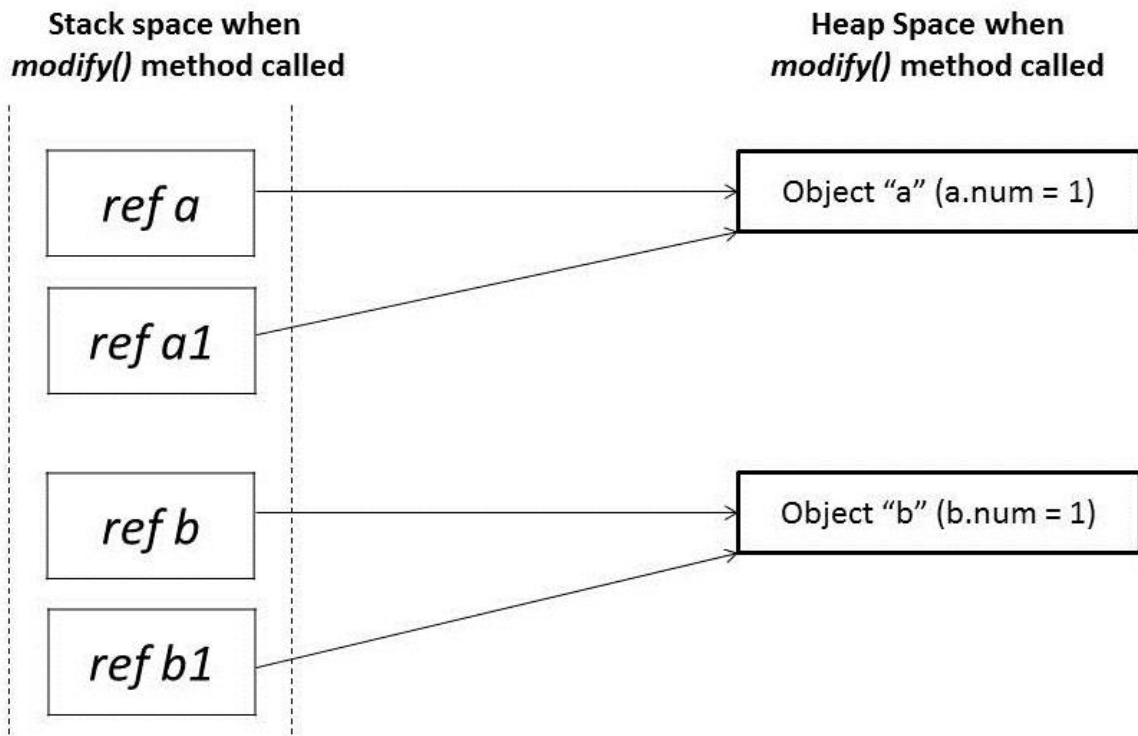 Stack space when
modify() method called
Heap Space when
modify() method called
ref a
Object “a” (a.num = 1)
ref a1
ref b
Object “b” (b.num = 1)
ref b1